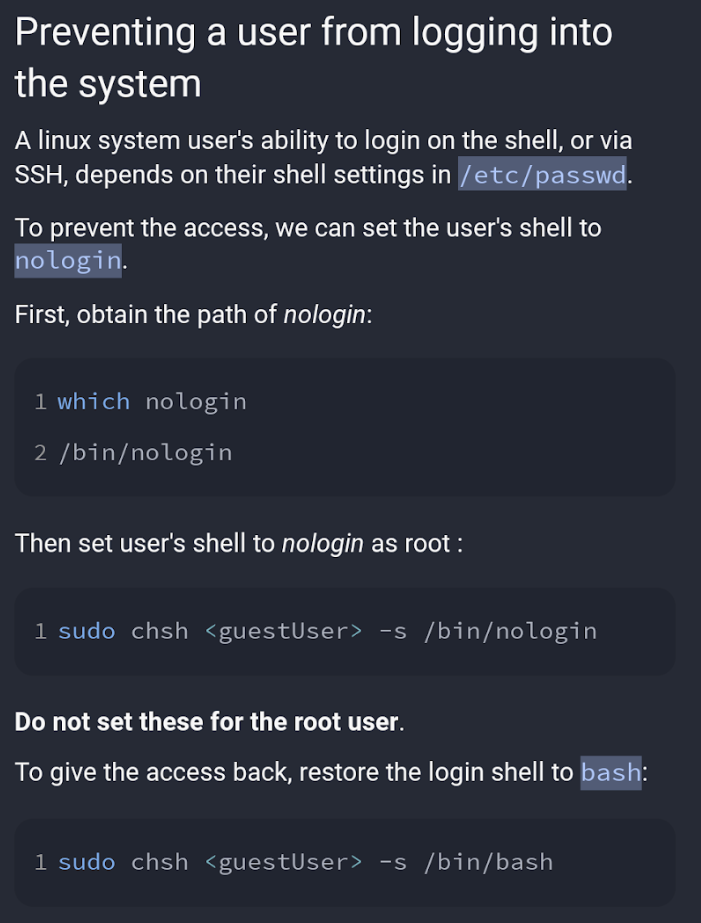 Preventing a user from logging into
the system
A linux system user's ability to login on the shell, or via
SSH, depends on their shell settings in /etc/passwd.
To prevent the access, we can set the user's shell to
nologin.
First, obtain the path of nologin:
1 which nologin
2 /bin/nologin
Then set user's shell to nologin as root :
1 sudo chsh <guestUser> -s /bin/nologin
Do not set these for the root user.
To give the access back, restore the login shell to bash:
1 sudo chsh <guestUser> -s /bin/bash